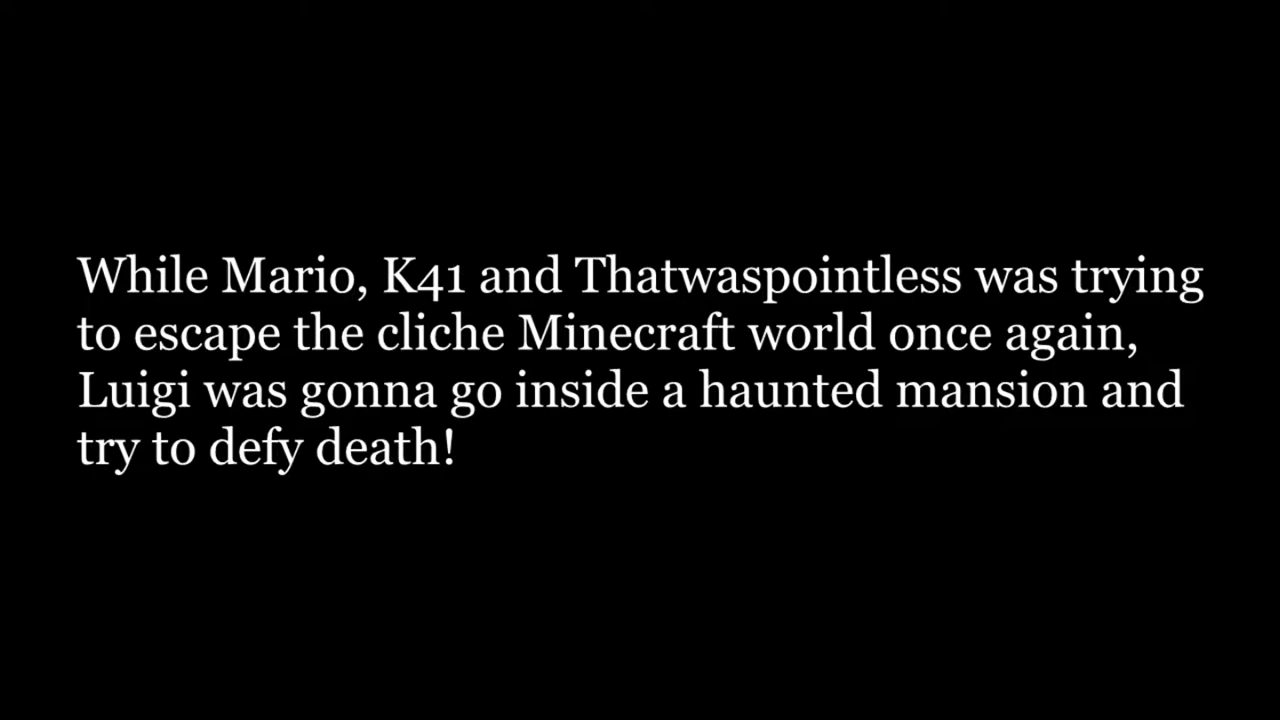 While Mario, K41 and Thatwaspointless was trying
to escape the cliche Minecraft world once again,
Luigi was gonna go inside a haunted mansion and
try to defy death!